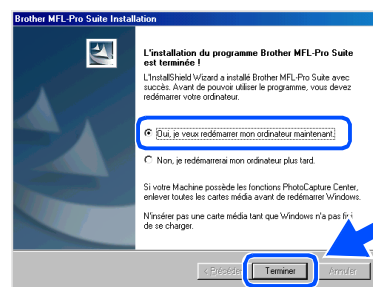 Brother MFL-Pro Suite Installation
L'installation du programme Brother MFL-Pro Suite
est terminée !
L'InstallShield Wizard a installé Brother MFL-Pro Suite avec
succès. Avant de pouvoir utiliser le programme, vous devez
redémarrer votre ordinateur.
Oui, je veux redémarrer mon ordinateur maintenant.
Non, je redémarrerai mon ordinateur plus tard.
Si votre Machine possède les fonctions PhotoCapture Center,
enlever toutes les cartes média avant de redémarrer Windows.
N'insérer pas une carte média tant que Windows n'a pas fini
de se charger.
< Précéder Terminer Annuler